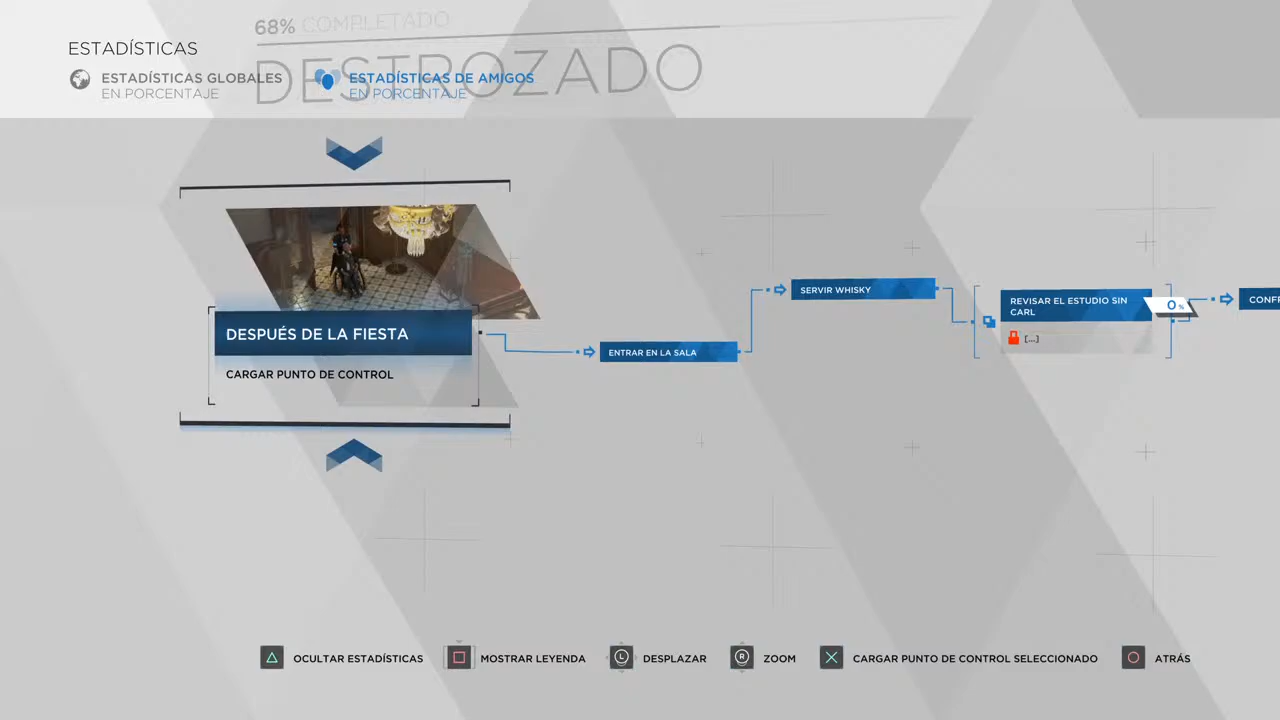 68% COMPLETADO
DESTROZADO
ESTADÍSTICAS
ESTADÍSTICAS GLOBALES
EN PORCENTAJE
ESTADÍSTICAS DE AMIGOS
EN PORCENTAJE
DESPUÉS DE LA FIESTA
CARGAR PUNTO DE CONTROL
ENTRAR EN LA SALA
SERVIR WHISKY
REVISAR EL ESTUDIO SIN
CARL
0%
[...]
CONFR
OCULTAR ESTADÍSTICAS
MOSTRAR LEYENDA
L DESPLAZAR
R ZOOM
CARGAR PUNTO DE CONTROL SELECCIONADO
ATRÁS